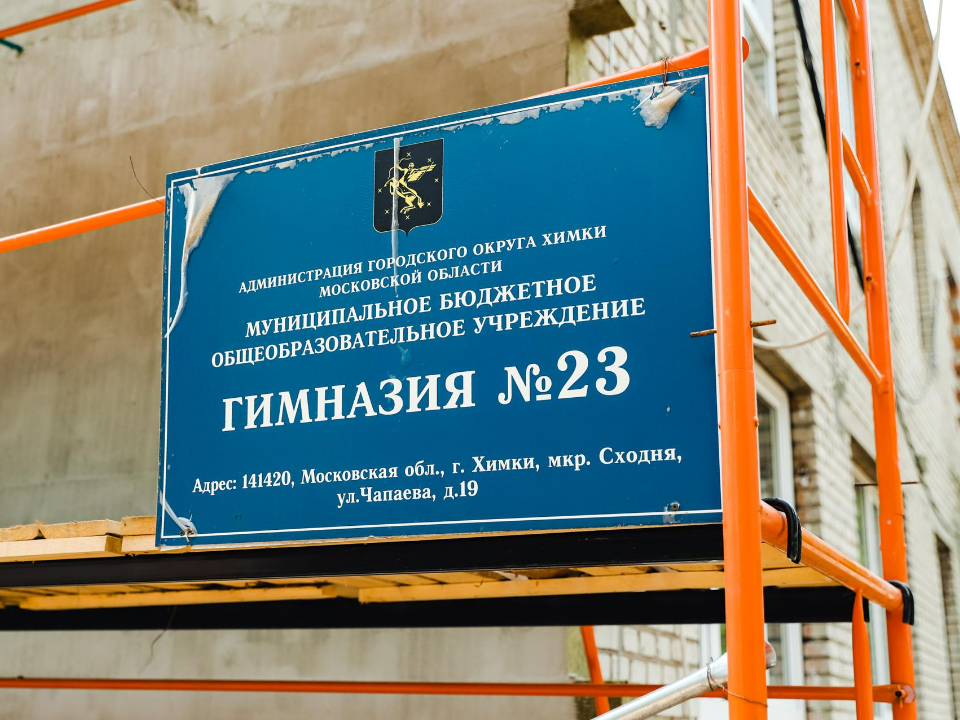 АДМИНИСТРАЦИЯ ГОРОДСКОГО ОКРУГА ХИМКИ
МОСКОВСКОЙ ОБЛАСТИ
МУНИЦИПАЛЬНОЕ БЮДЖЕТНОЕ
ОБЩЕОБРАЗОВАТЕЛЬНОЕ УЧРЕЖДЕНИЕ
ГИМНАЗИЯ №23
Адрес: 141420, Московская обл., г. Химки, мкр. Сходня,
ул.Чапаева, д.19